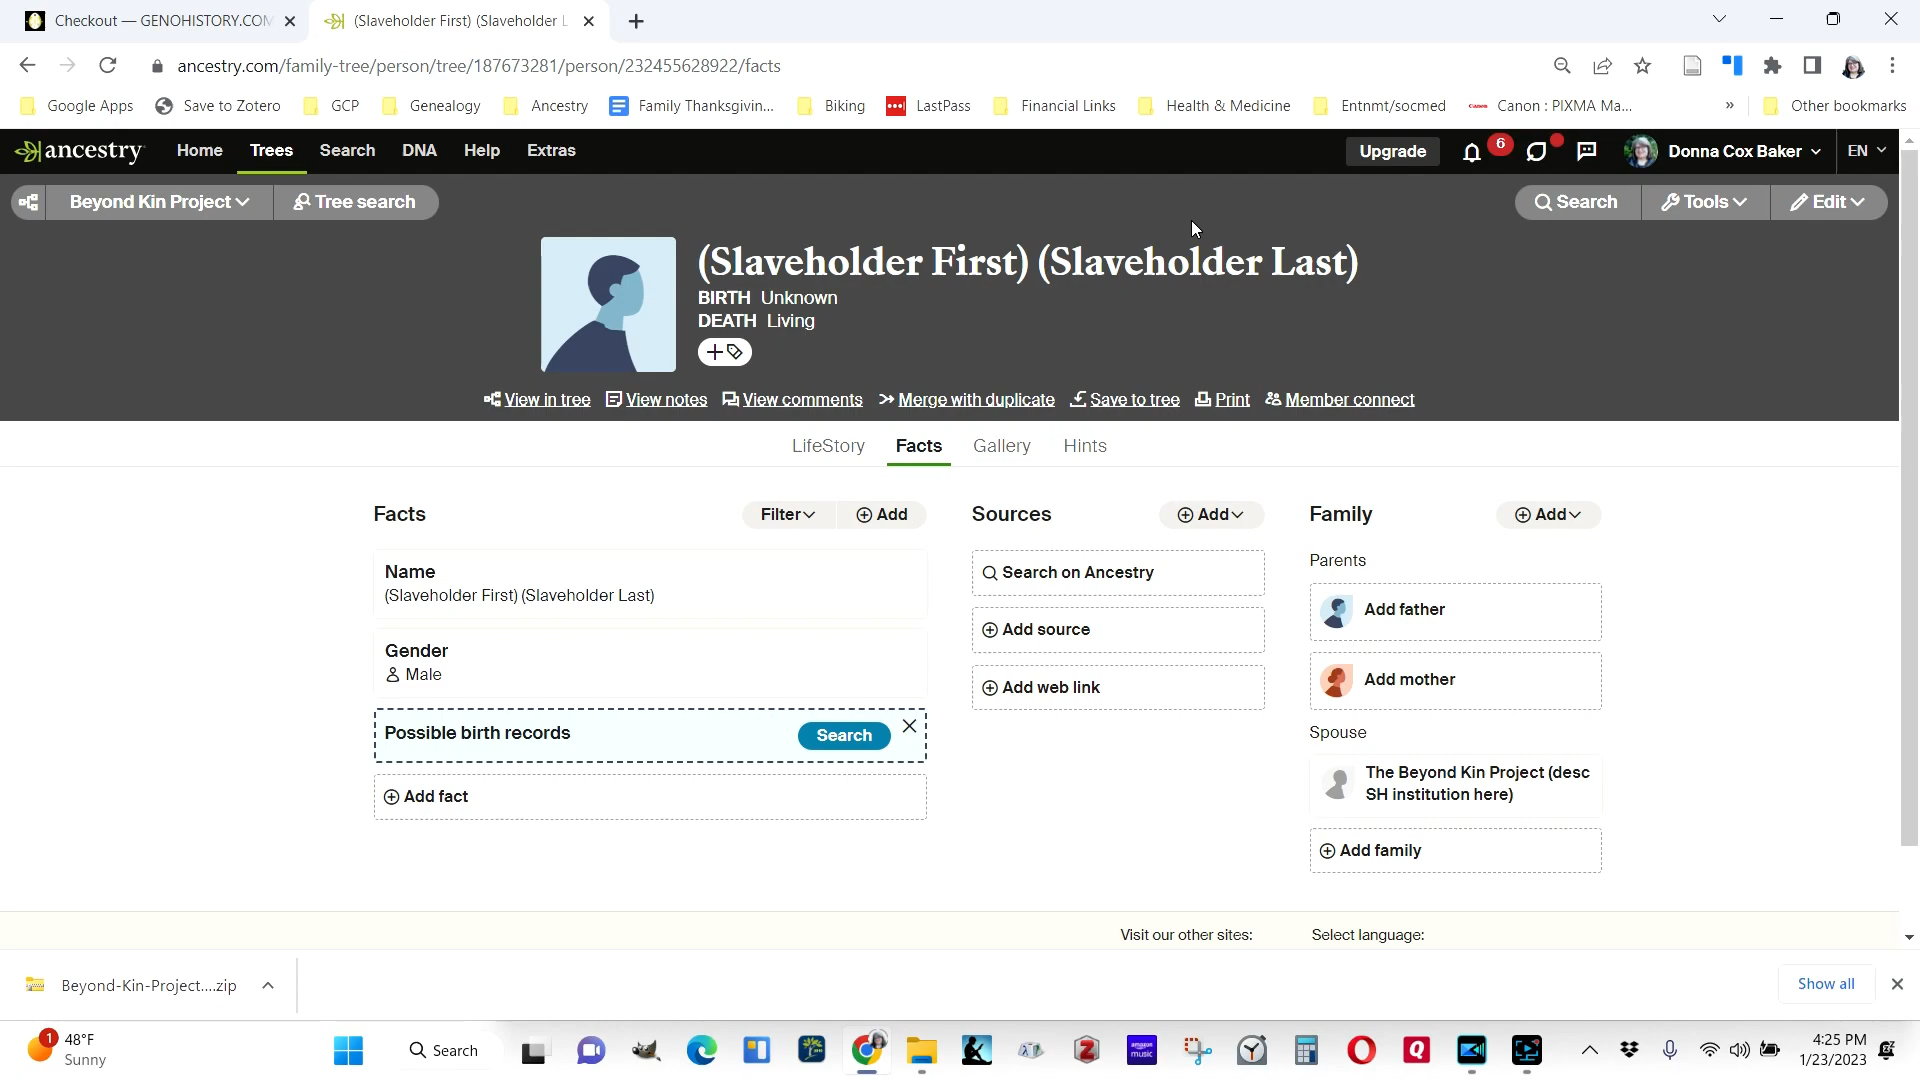 Checkout — GENOHISTORY.COM
(Slaveholder First) (Slaveholder L
ancestry.com/family-tree/person/tree/187673281/person/232455628922/facts
Google Apps
Save to Zotero
GCP
Genealogy
Ancestry
Family Thanksgivin...
Biking
LastPass
Financial Links
Health & Medicine
Entnmt/socmed
Canon : PIXMA Ma...
»
Other bookmarks
ancestry
Home
Trees
Search
DNA
Help
Extras
Upgrade
6
Donna Cox Baker
EN
Beyond Kin Project
Tree search
Search
Tools
Edit
(Slaveholder First) (Slaveholder Last)
BIRTH Unknown
DEATH Living
View in tree
View notes
View comments
Merge with duplicate
Save to tree
Print
Member connect
LifeStory
Facts
Gallery
Hints
Facts
Filter
Add
Name
(Slaveholder First) (Slaveholder Last)
Gender
Male
Possible birth records
Search
Add fact
Sources
Add
Search on Ancestry
Add source
Add web link
Family
Add
Parents
Add father
Add mother
Spouse
The Beyond Kin Project (desc
SH institution here)
Add family
Visit our other sites:
Select language:
Beyond-Kin-Project....zip
Show all
1
48°F
Sunny
Search
amazon music
4:25 PM
1/23/2023